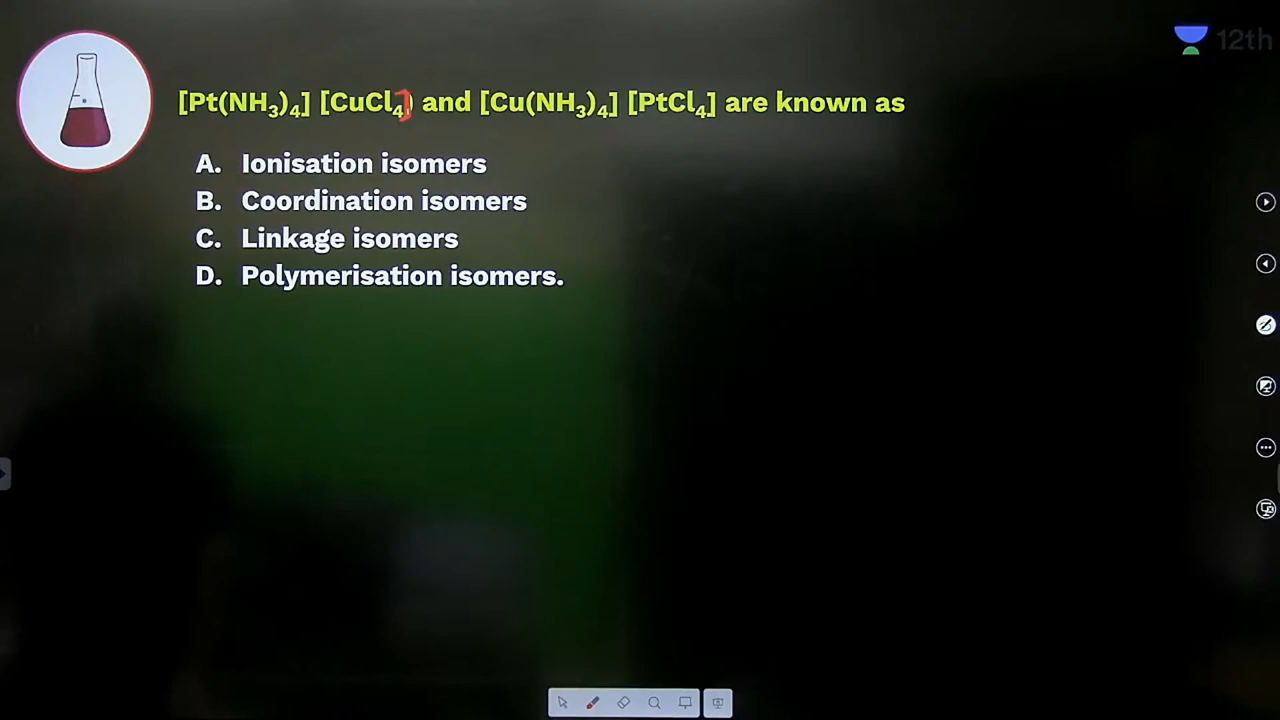 12th
[Pt(NH₃)₄] [CuCl₄] and [Cu(NH₃)₄] [PtCl₄] are known as
A. Ionisation isomers
B. Coordination isomers
C. Linkage isomers
D. Polymerisation isomers.